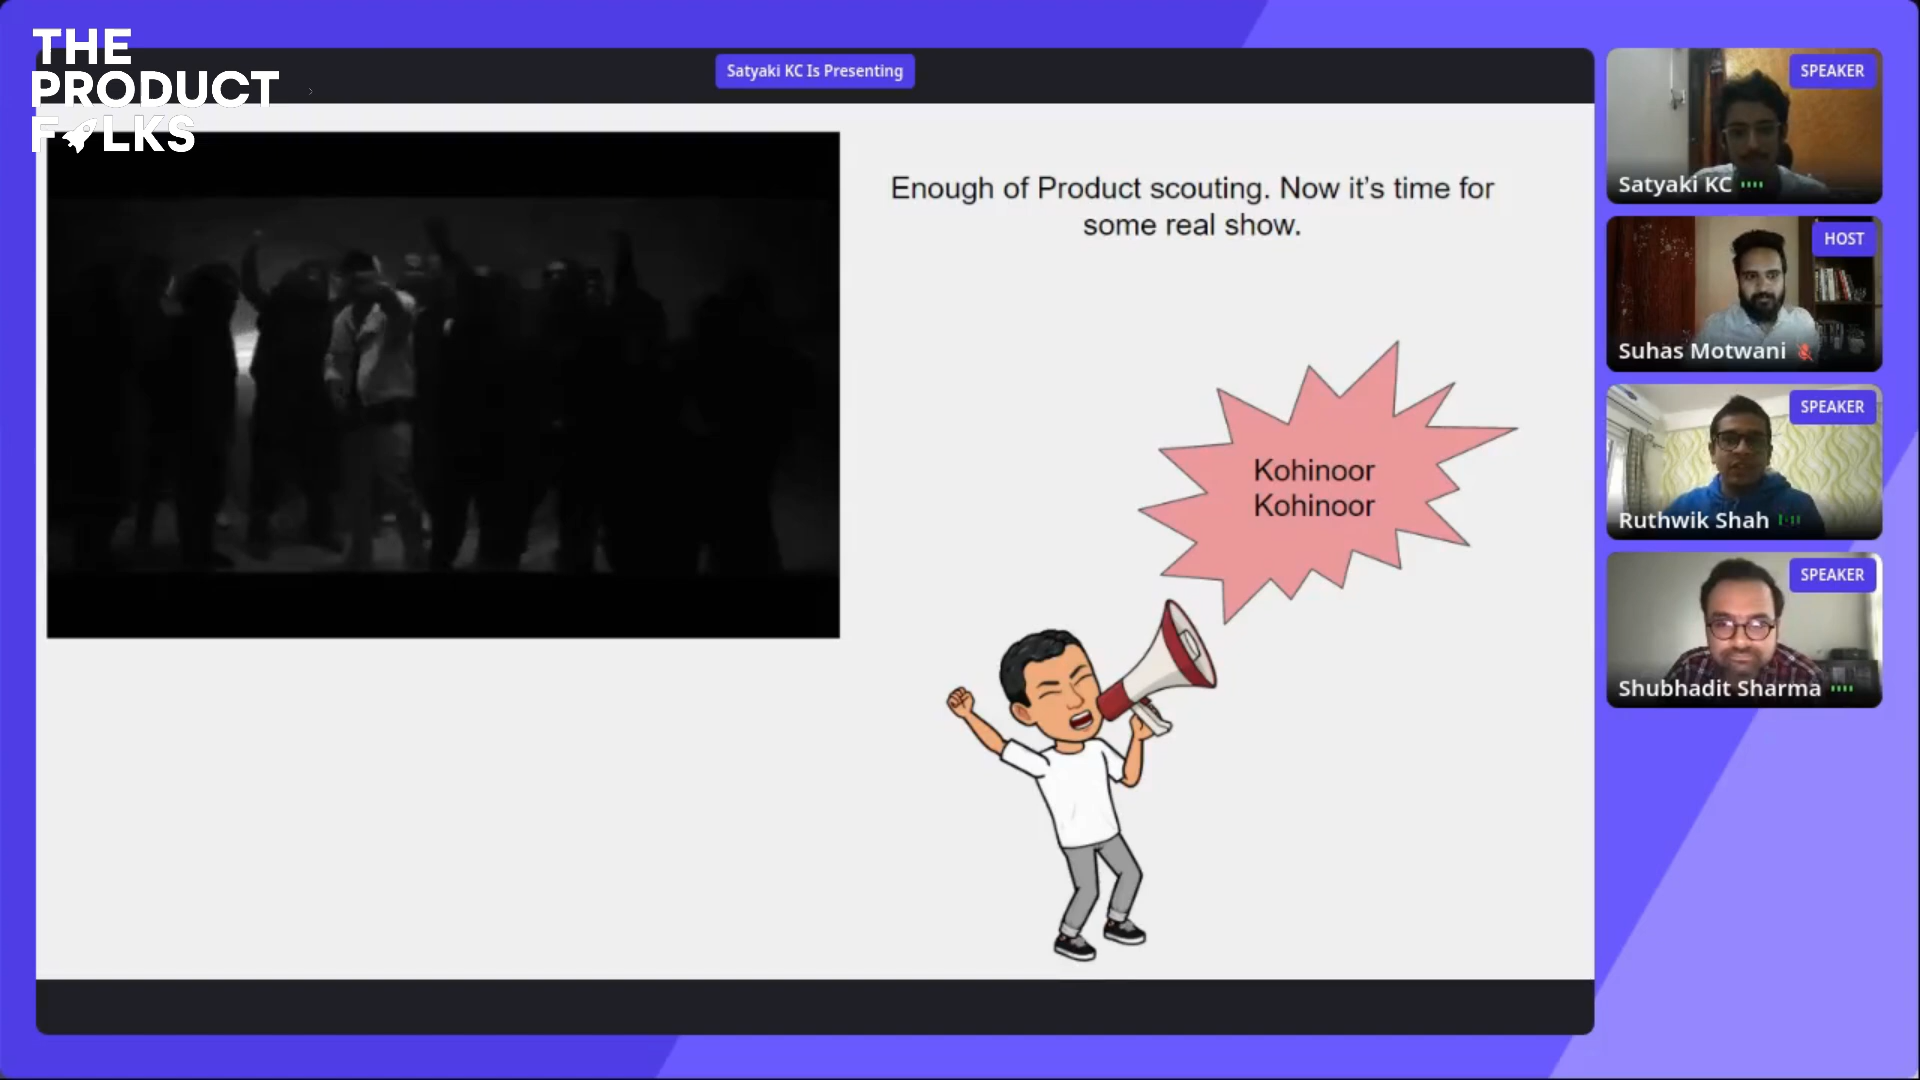 THE
PRODUCT
FOLKS
Satyaki KC Is Presenting
Enough of Product scouting. Now it's time for
some real show.
Kohinoor
Kohinoor
SPEAKER
Satyaki KC
HOST
Suhas Motwani
SPEAKER
Ruthwik Shah
SPEAKER
Shubhadit Sharma